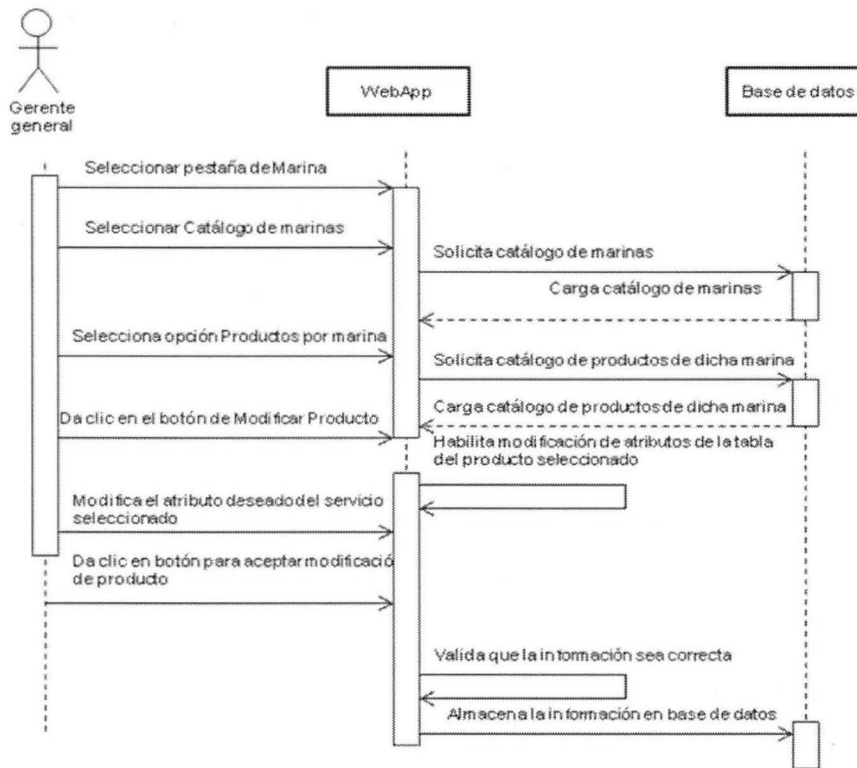 Gerente
general
WebApp
Base de datos
Seleccionar pestaña de Marina
Seleccionar Catálogo de marinas
Solicita catálogo de marinas
Carga catálogo de marinas
Selecciona opción Productos por marina
Solicita catálogo de productos de dicha marina
Carga catálogo de productos de dicha marina
Da clic en el botón de Modificar Producto
Habilita modificación de atributos de la tabla
del producto seleccionado
Modifica el atributo deseado del servicio
seleccionado
Da clic en botón para aceptar modificació
de producto
Valida que la información sea correcta
Almacena la información en base de datos